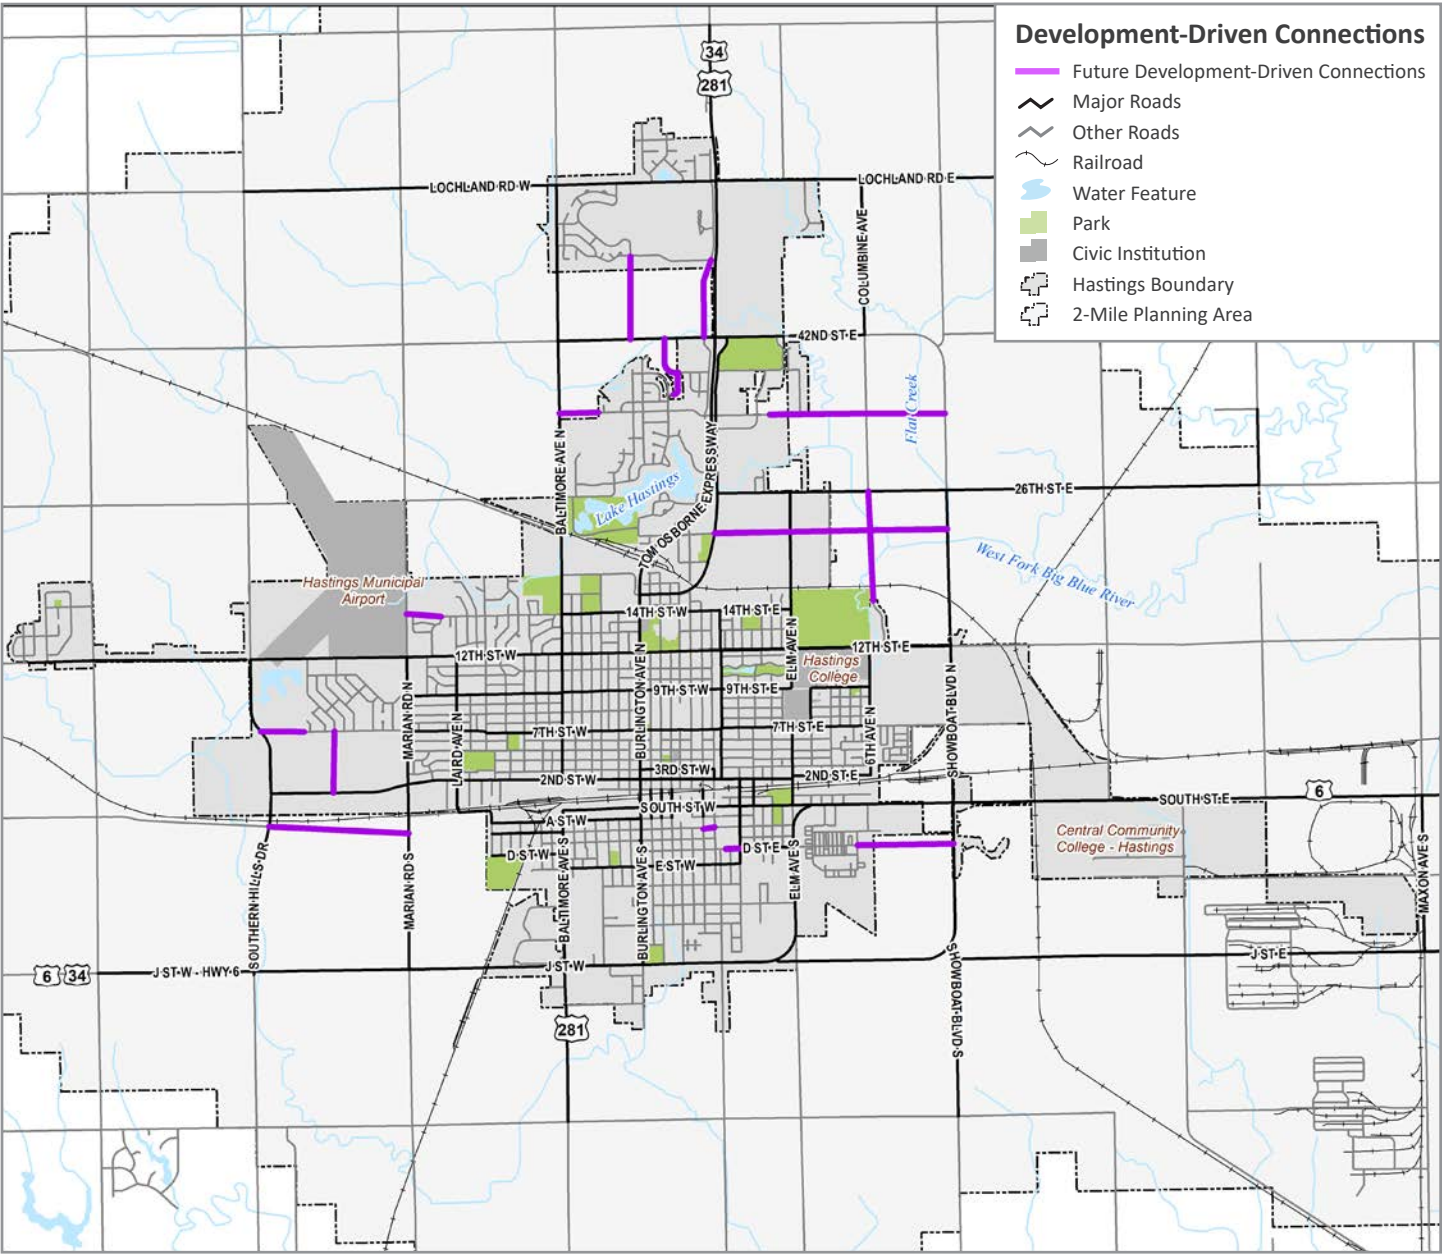 Development-Driven Connections
Future Development-Driven Connections
Major Roads
Other Roads
Railroad
Water Feature
Park
Civic Institution
Hastings Boundary
2-Mile Planning Area
34
281
LOCHLAND RD W
LOCHLAND RD E
COLUMBINE AVE
42ND ST E
Flat Creek
BALTIMORE AVE N
TOM OSBORNE EXPRESSWAY
Lake Hastings
26TH ST E
West Fork Big Blue River
Hastings Municipal
Airport
14TH ST W
14TH ST E
ELM AVE N
12TH ST W
12TH ST E
Hastings
College
BURLINGTON AVE N
9TH ST W
9TH ST E
MARIAN RD N
LAIRD AVE N
7TH ST W
7TH ST E
6TH AVE N
SHOWBOAT BLVD N
3RD ST W
2ND ST W
2ND ST E
SOUTH ST W
SOUTH ST E
6
A ST W
D ST W
D ST E
E ST W
Central Community
College - Hastings
SOUTHERN HILLS DR
MARIAN RD S
BALTIMORE AVE S
BURLINGTON AVE S
ELM AVE S
MAXON AVE S
6
34
J ST W - HWY 6
J ST W
J ST E
SHOWBOAT BLVD S
281